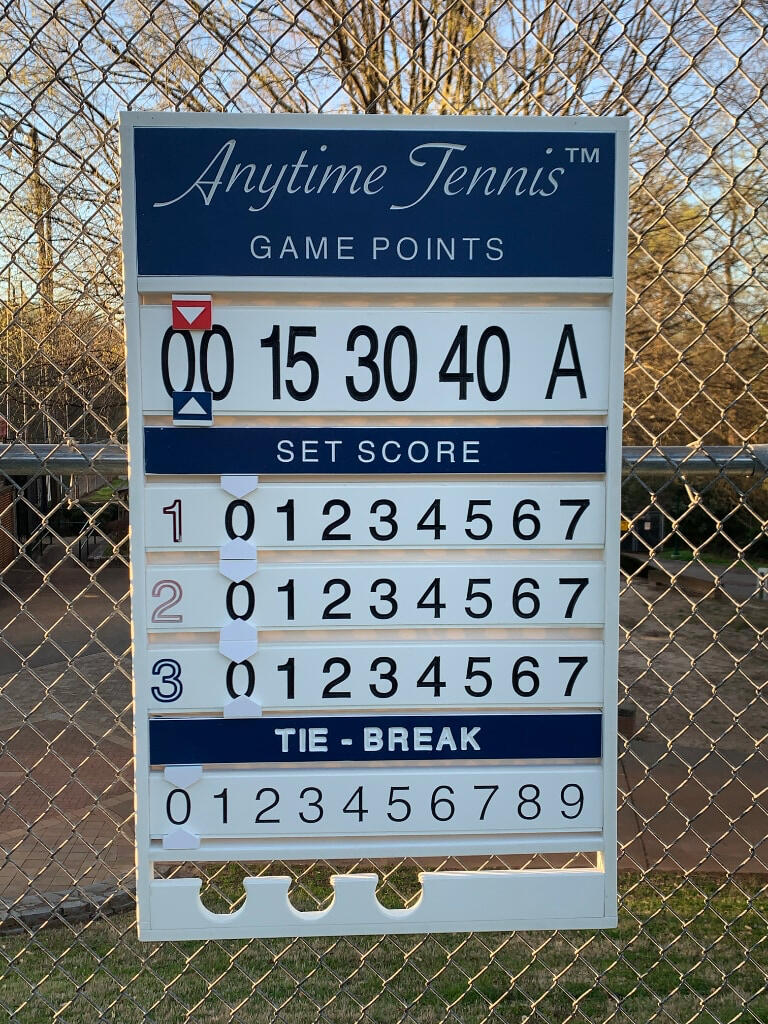 Anytime Tennis™
GAME POINTS
00 15 30 40 A
SET SCORE
1 0 1 2 3 4 5 6 7
2 0 1 2 3 4 5 6 7
3 0 1 2 3 4 5 6 7
TIE - BREAK
0 1 2 3 4 5 6 7 8 9